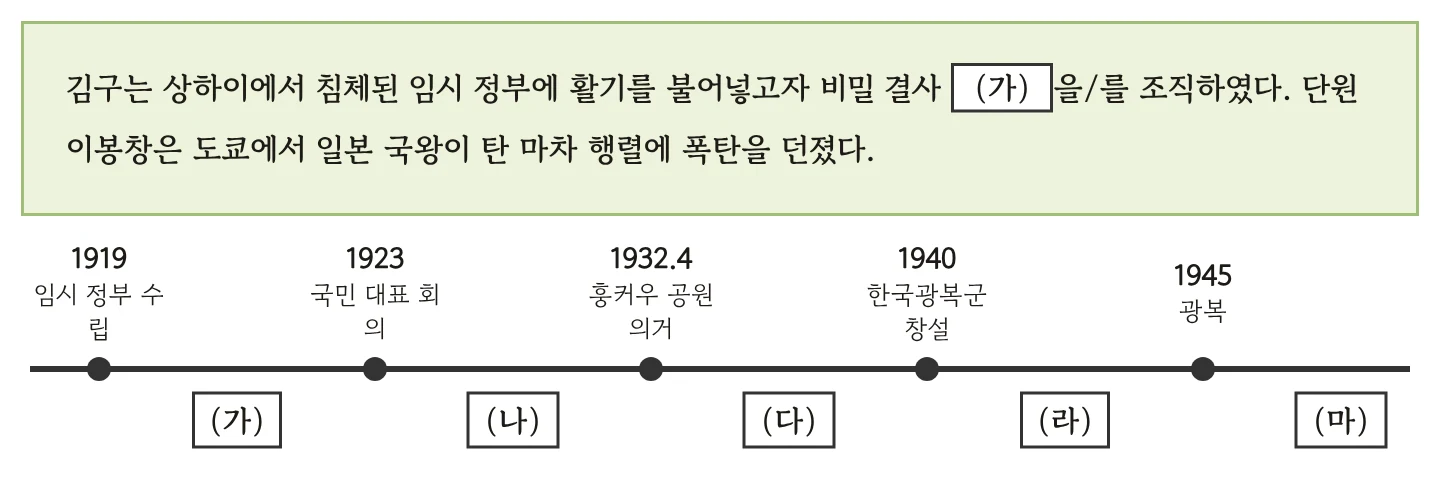 김구는 상하이에서 침체된 임시 정부에 활기를 불어넣고자 비밀 결사 (가)을/를 조직하였다. 단원
이봉창은 도쿄에서 일본 국왕이 탄 마차 행렬에 폭탄을 던졌다.
1919
임시 정부 수
립
1923
국민 대표 회
의
1932.4
훙커우 공원
의거
1940
한국광복군
창설
1945
광복
(가)
(나)
(다)
(라)
(마)